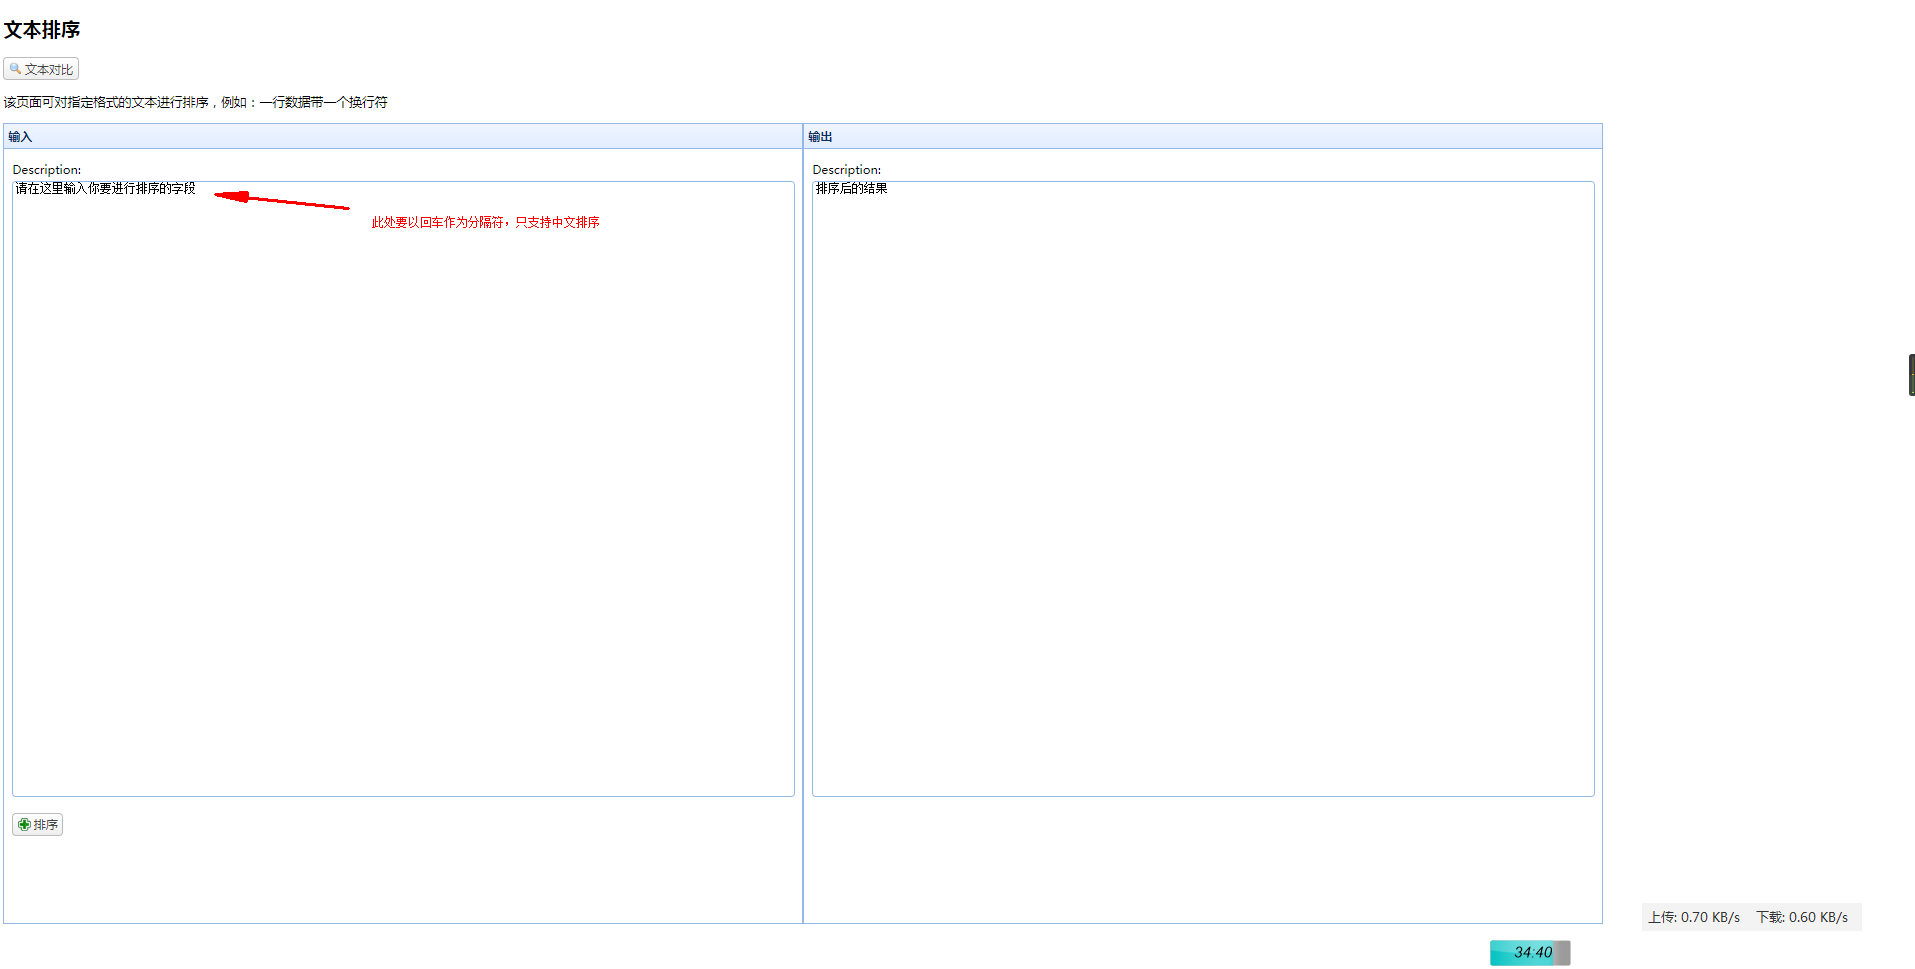 文本排序
文本对比
该页面可对指定格式的文本进行排序，例如：一行数据带一个换行符
输入
输出
Description:
Description:
请在这里输入你要进行排序的字段
排序后的结果
此处要以回车作为分隔符，只支持中文排序
排序
上传: 0.70 KB/s 下载: 0.60 KB/s
34:40